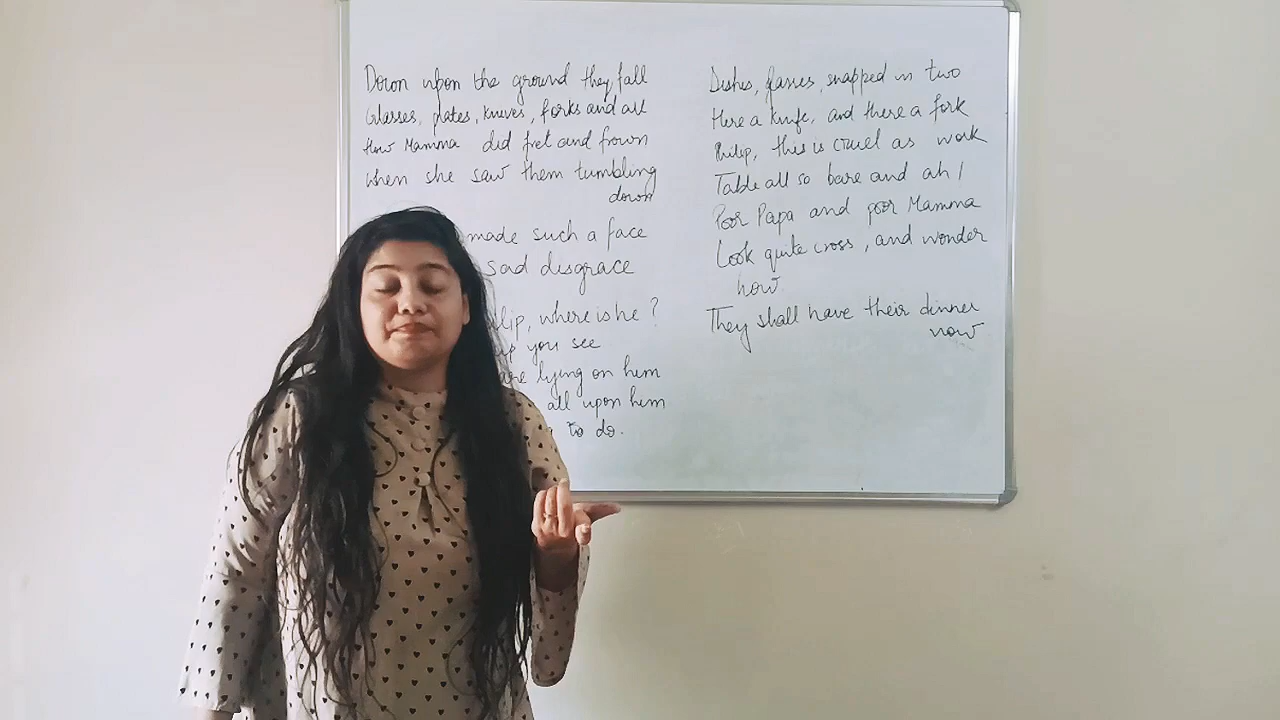 Down upon the ground they fall
Glasses, plates, knives, forks and all
How Mamma did fret and frown
when she saw them tumbling
down
made such a face
sad disgrace
lip, where is he ?
up you see
are lying on him
all upon him
to do.
Dishes, glasses, snapped in two
Here a knife, and there a fork
Philip, this is cruel as work
Table all so bare and ah !
Poor Papa and poor Mamma
Look quite cross, and wonder
how
They shall have their dinner
now